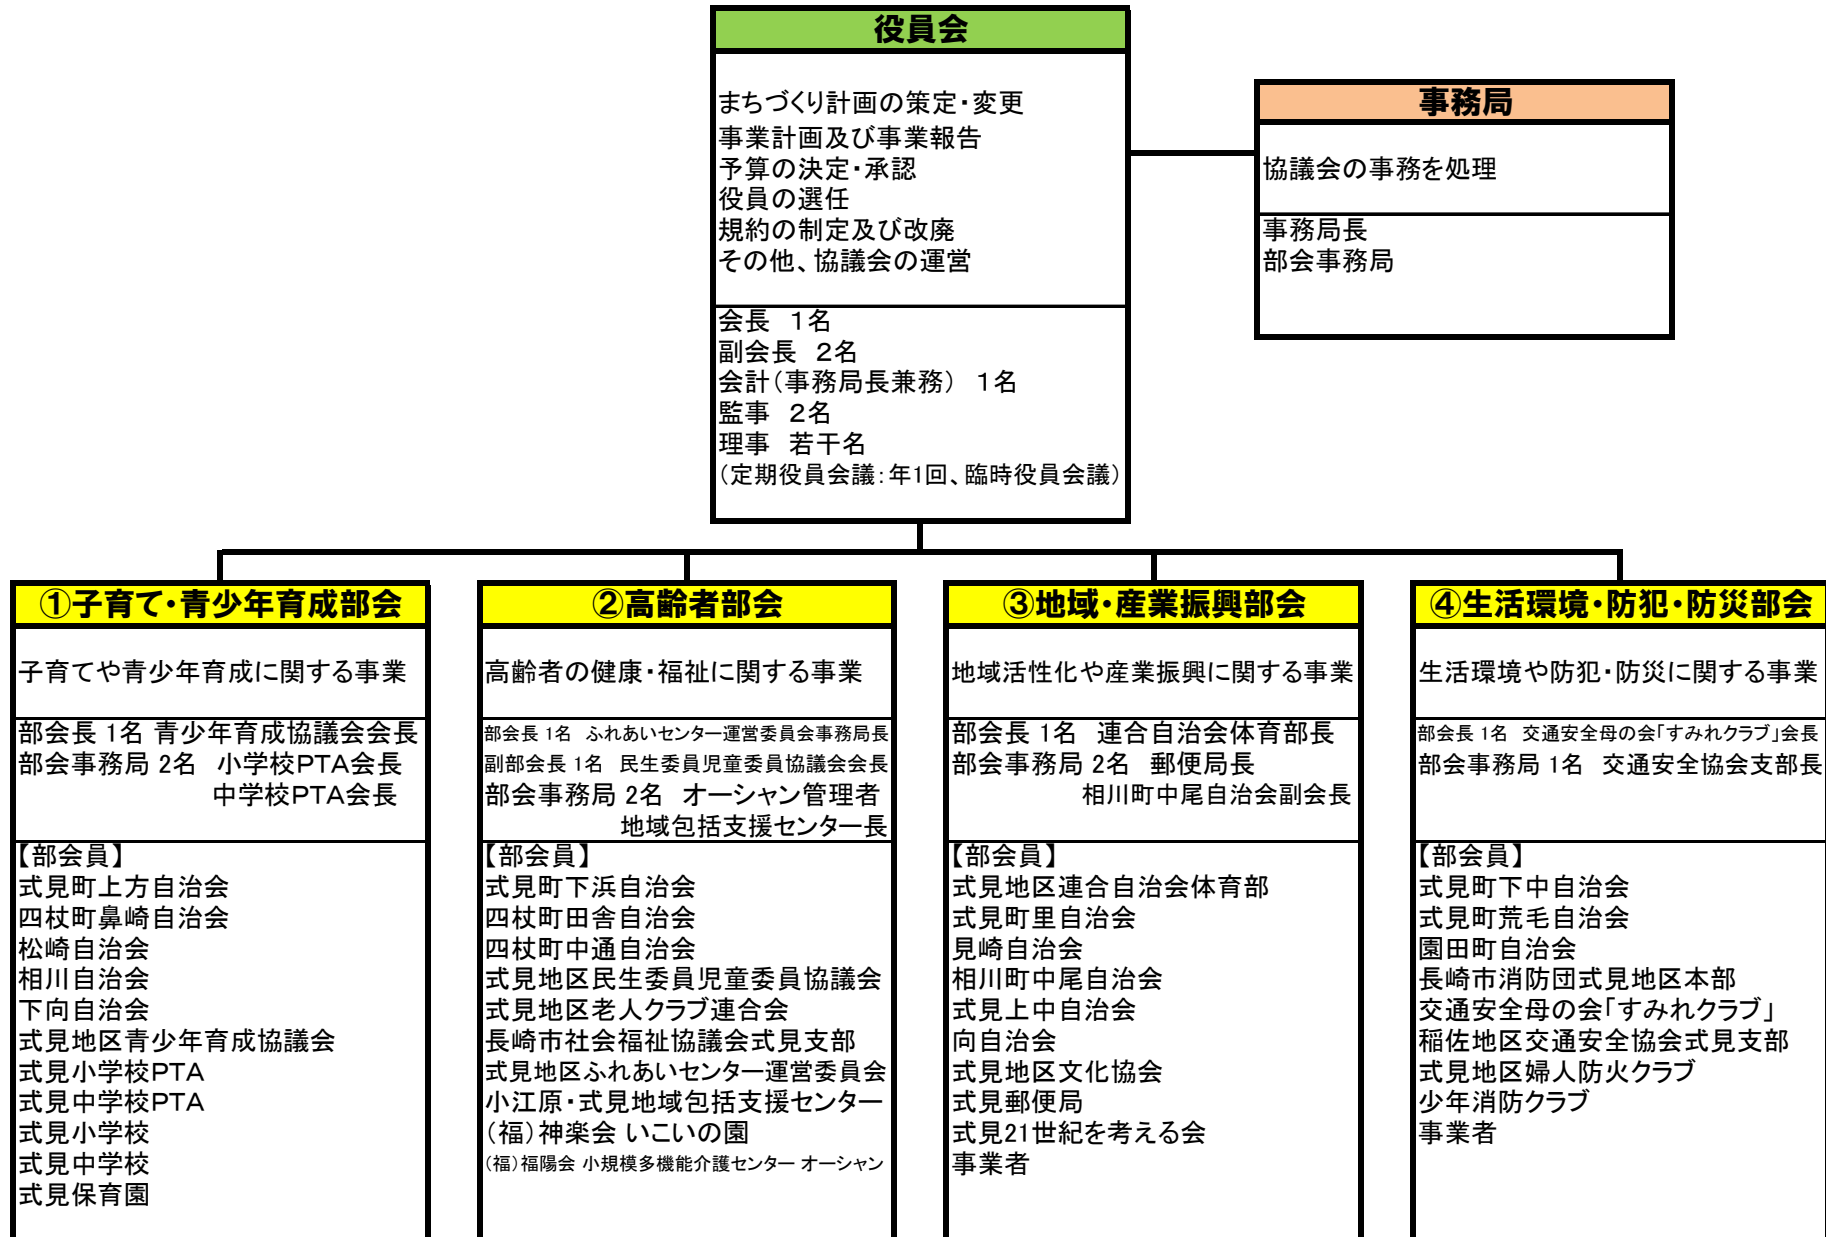 役員会
まちづくり計画の策定・変更
事業計画及び事業報告
予算の決定・承認
役員の選任
規約の制定及び改廃
その他、協議会の運営
会長　1名
副会長　2名
会計（事務局長兼務）　1名
監事　2名
理事　若干名
（定期役員会議：年1回、臨時役員会議）
事務局
協議会の事務を処理
事務局長
部会事務局
①子育て・青少年育成部会
子育てや青少年育成に関する事業
部会長 1名 青少年育成協議会会長
部会事務局 2名　小学校PTA会長
中学校PTA会長
【部会員】
式見町上方自治会
四杖町鼻崎自治会
松崎自治会
相川自治会
下向自治会
式見地区青少年育成協議会
式見小学校PTA
式見中学校PTA
式見小学校
式見中学校
式見保育園
②高齢者部会
高齢者の健康・福祉に関する事業
部会長 1名　ふれあいセンター運営委員会事務局長
副部会長 1名　民生委員児童委員協議会会長
部会事務局 2名　オーシャン管理者
地域包括支援センター長
【部会員】
式見町下浜自治会
四杖町田舎自治会
四杖町中通自治会
式見地区民生委員児童委員協議会
式見地区老人クラブ連合会
長崎市社会福祉協議会式見支部
式見地区ふれあいセンター運営委員会
小江原・式見地域包括支援センター
（福）神楽会 いこいの園
（福）福陽会 小規模多機能介護センター オーシャン
③地域・産業振興部会
地域活性化や産業振興に関する事業
部会長 1名　連合自治会体育部長
部会事務局 2名　郵便局長
相川町中尾自治会副会長
【部会員】
式見地区連合自治会体育部
式見町里自治会
見崎自治会
相川町中尾自治会
式見上中自治会
向自治会
式見地区文化協会
式見郵便局
式見21世紀を考える会
事業者
④生活環境・防犯・防災部会
生活環境や防犯・防災に関する事業
部会長 1名　交通安全母の会「すみれクラブ」会長
部会事務局 1名　交通安全協会支部長
【部会員】
式見町下中自治会
式見町荒毛自治会
園田町自治会
長崎市消防団式見地区本部
交通安全母の会「すみれクラブ」
稲佐地区交通安全協会式見支部
式見地区婦人防火クラブ
少年消防クラブ
事業者